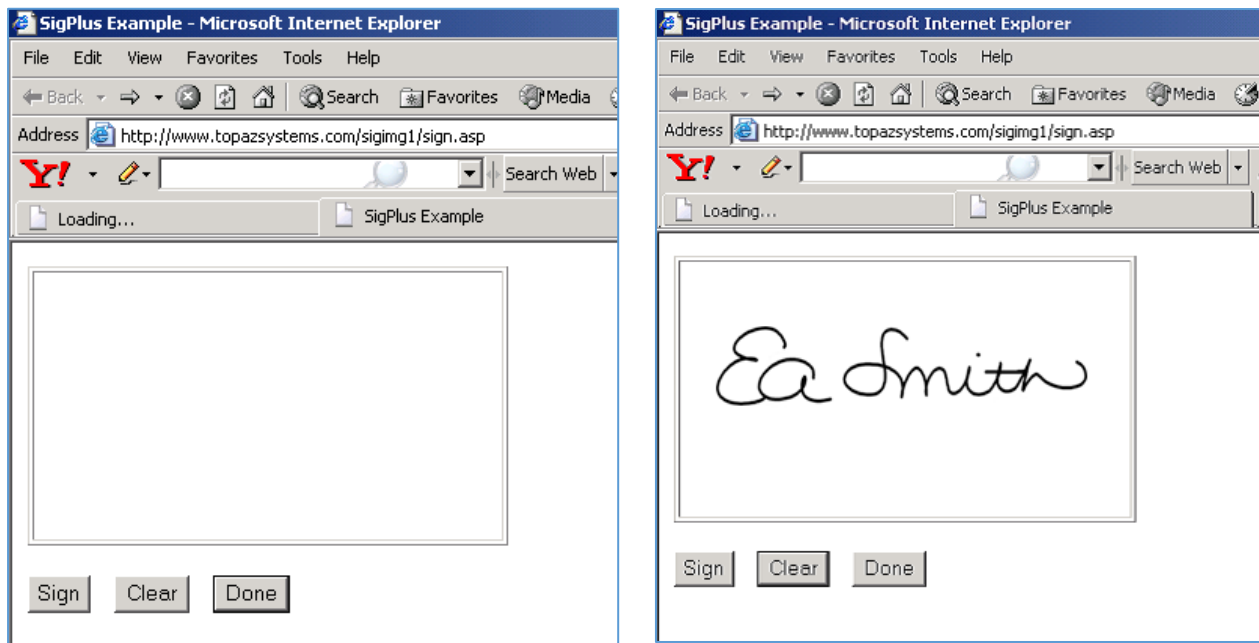 SigPlus Example - Microsoft Internet Explorer
File Edit View Favorites Tools Help
Back Search Favorites Media
Address http://www.topazsystems.com/sigimg1/sign.asp
Y! Search Web
Loading... SigPlus Example
Sign Clear Done
SigPlus Example - Microsoft Internet Explorer
File Edit View Favorites Tools Help
Back Search Favorites Media
Address http://www.topazsystems.com/sigimg1/sign.asp
Y! Search Web
Loading... SigPlus Example
Ea Smith
Sign Clear Done